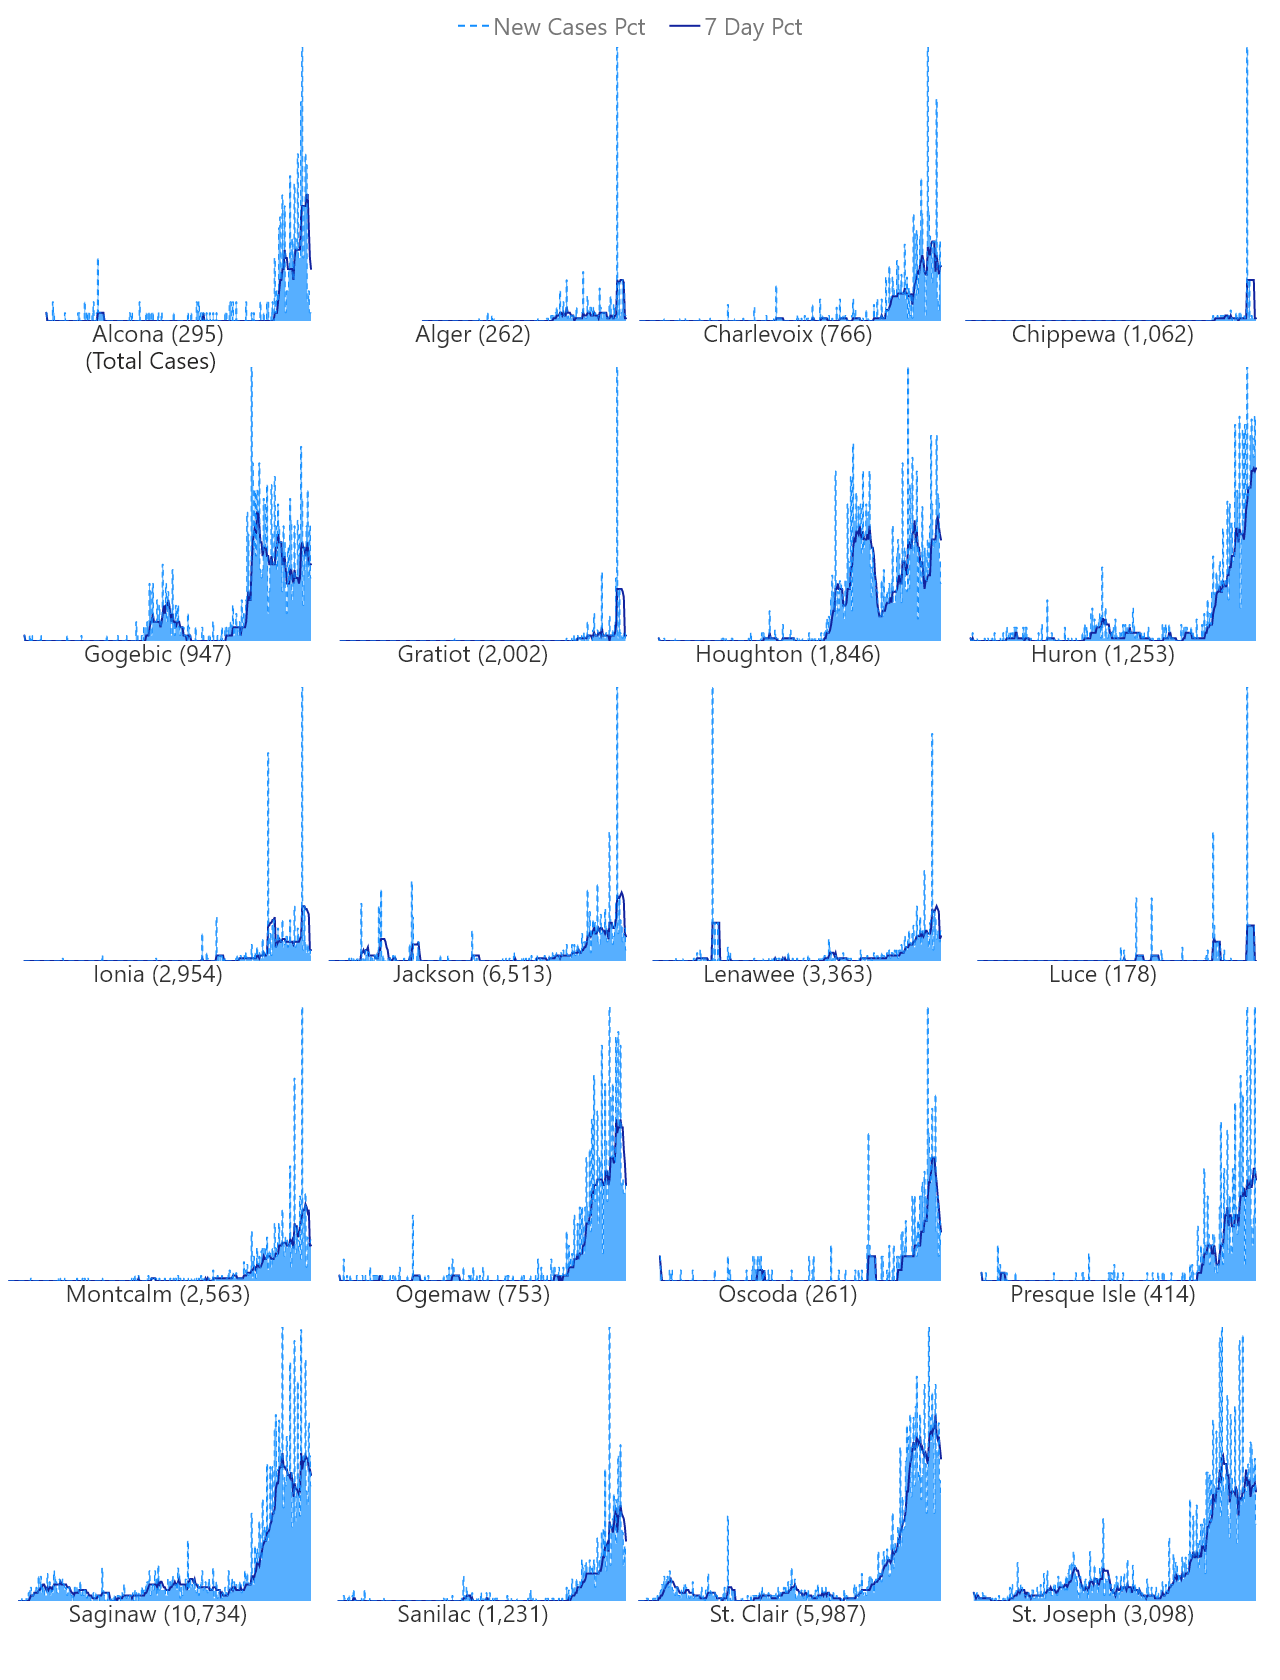 New Cases Pct 7 Day Pct
Alcona (295) Alger (262) Charlevoix (766) Chippewa (1,062)
(Total Cases)
Gogebic (947) Gratiot (2,002) Houghton (1,846) Huron (1,253)
Ionia (2,954) Jackson (6,513) Lenawee (3,363) Luce (178)
Montcalm (2,563) Ogemaw (753) Oscoda (261) Presque Isle (414)
Saginaw (10,734) Sanilac (1,231) St. Clair (5,987) St. Joseph (3,098)